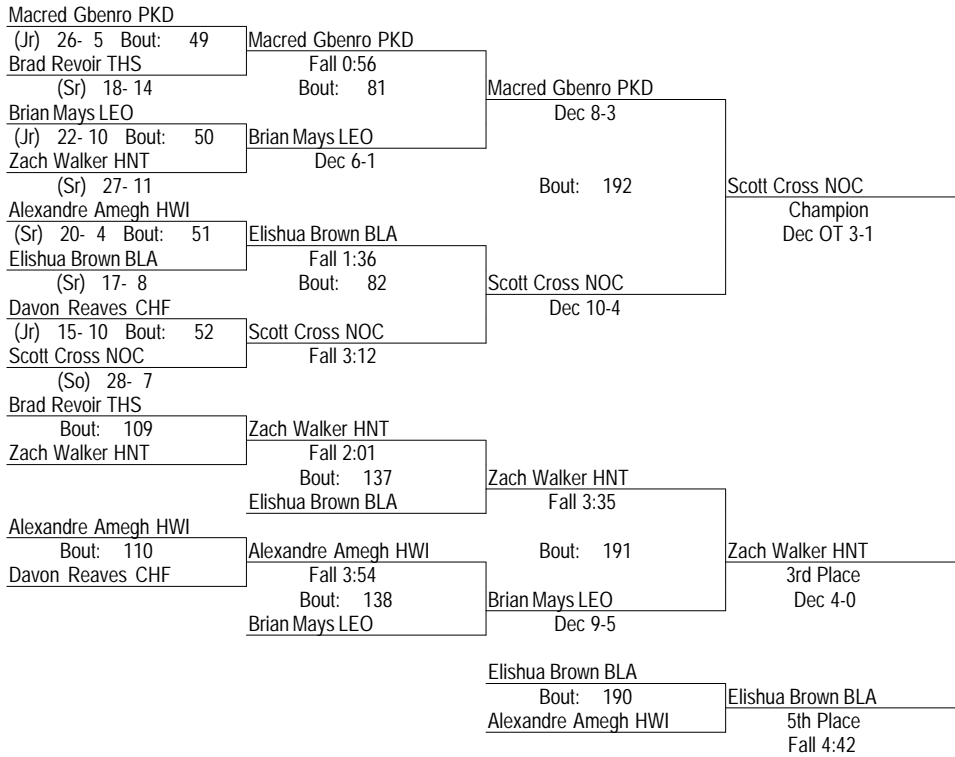 Macred Gbenro PKD
(Jr) 26- 5 Bout: 49 Macred Gbenro PKD
Brad Revoir THS Fall 0:56
(Sr) 18- 14 Bout: 81 Macred Gbenro PKD
Brian Mays LEO Dec 8-3
(Jr) 22- 10 Bout: 50 Brian Mays LEO
Zach Walker HNT Dec 6-1
(Sr) 27- 11 Bout: 192 Scott Cross NOC
Alexandre Amegh HWI Champion
(Sr) 20- 4 Bout: 51 Elishua Brown BLA Dec OT 3-1
Elishua Brown BLA Fall 1:36
(Sr) 17- 8 Bout: 82 Scott Cross NOC
Davon Reaves CHF Dec 10-4
(Jr) 15- 10 Bout: 52 Scott Cross NOC
Scott Cross NOC Fall 3:12
(So) 28- 7
Brad Revoir THS
Bout: 109 Zach Walker HNT
Zach Walker HNT Fall 2:01
Bout: 137 Zach Walker HNT
Elishua Brown BLA Fall 3:35
Alexandre Amegh HWI
Bout: 110 Alexandre Amegh HWI Bout: 191 Zach Walker HNT
Davon Reaves CHF Fall 3:54 3rd Place
Bout: 138 Brian Mays LEO Dec 4-0
Brian Mays LEO Dec 9-5
Elishua Brown BLA
Bout: 190 Elishua Brown BLA
Alexandre Amegh HWI 5th Place
Fall 4:42